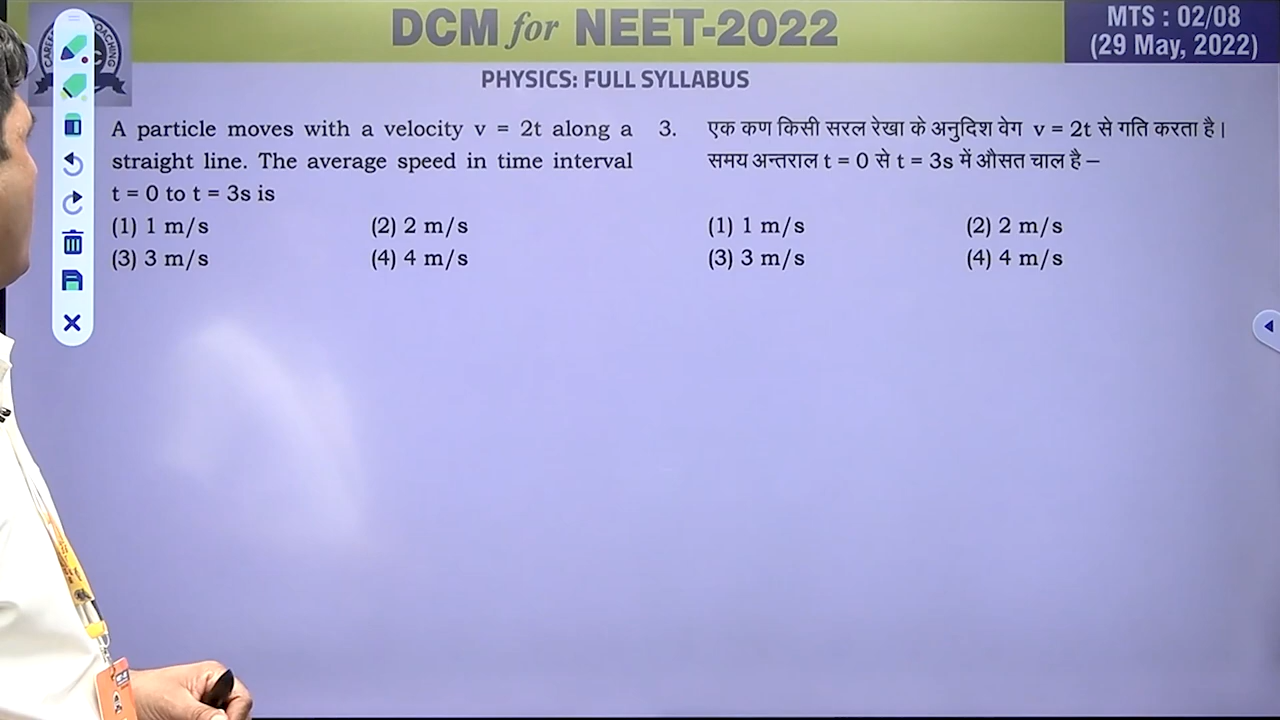 DCM for NEET-2022
MTS : 02/08
(29 May, 2022)
PHYSICS: FULL SYLLABUS
A particle moves with a velocity v = 2t along a
straight line. The average speed in time interval
t = 0 to t = 3s is
(1) 1 m/s (2) 2 m/s
(3) 3 m/s (4) 4 m/s
3. एक कण किसी सरल रेखा के अनुदिश वेग v = 2t से गति करता है।
समय अन्तराल t = 0 से t = 3s में औसत चाल है –
(1) 1 m/s (2) 2 m/s
(3) 3 m/s (4) 4 m/s